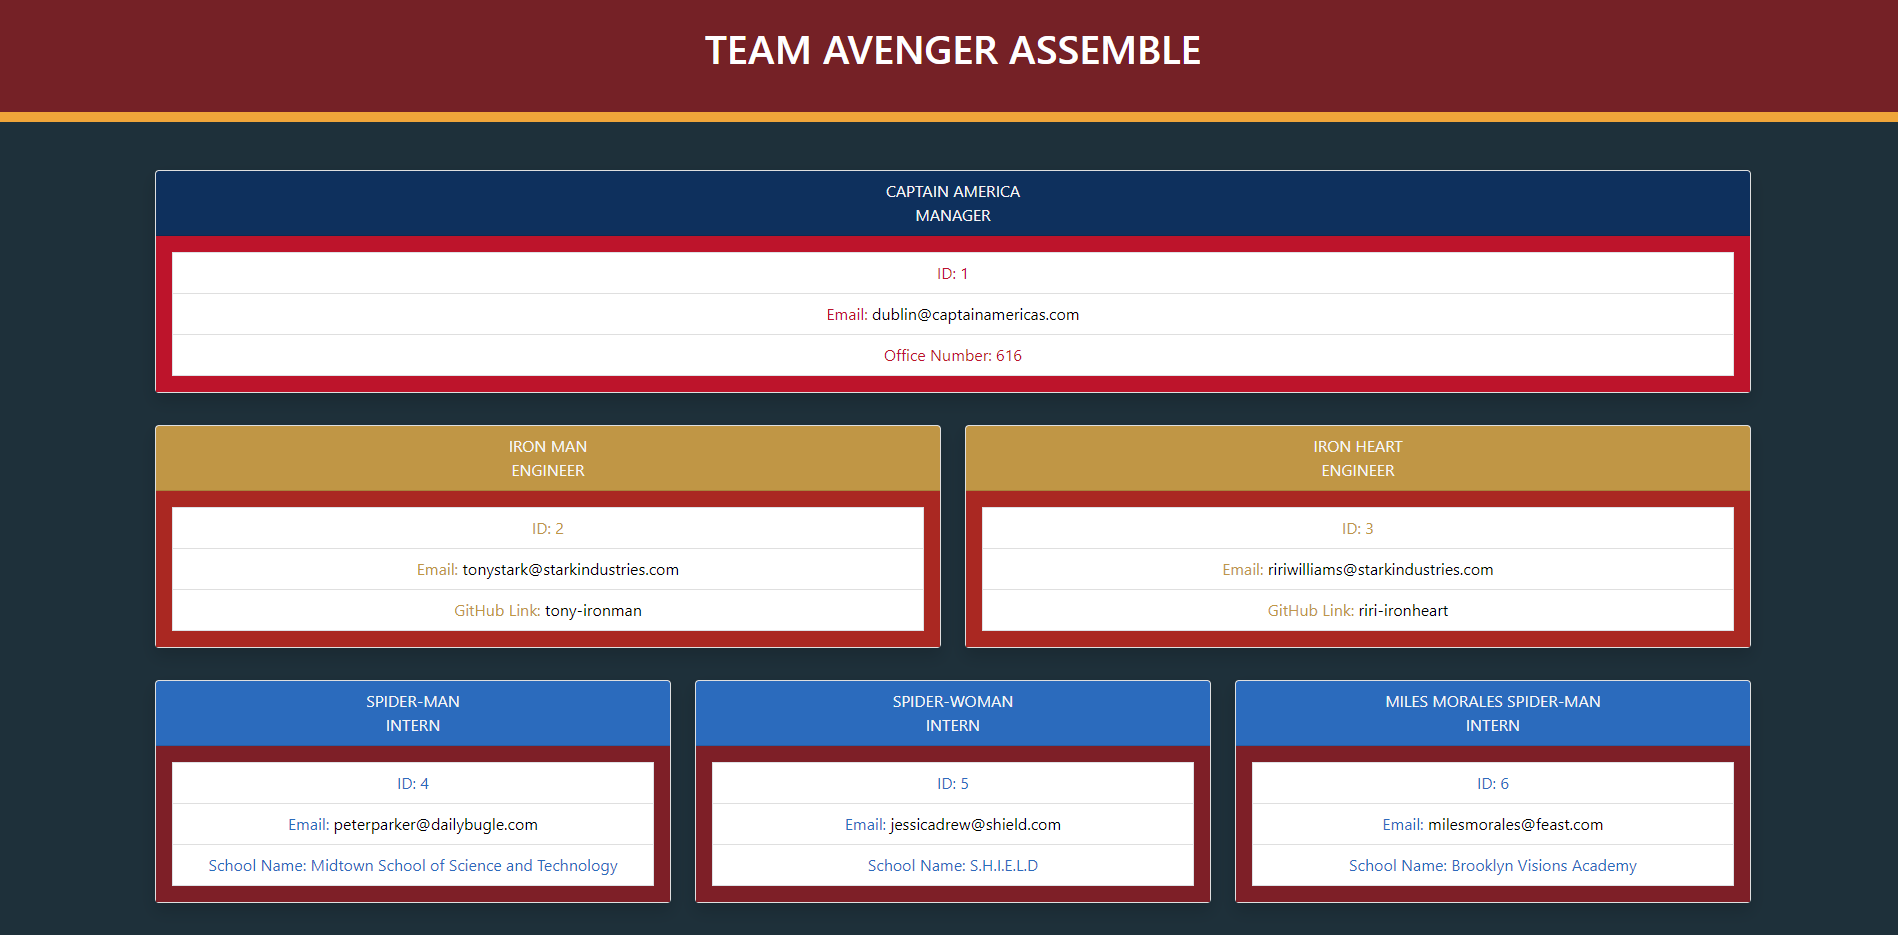 TEAM AVENGER ASSEMBLE
CAPTAIN AMERICA
MANAGER
ID: 1
Email: dublin@captainamericas.com
Office Number: 616
IRON MAN
ENGINEER
ID: 2
Email: tonystark@starkindustries.com
GitHub Link: tony-ironman
IRON HEART
ENGINEER
ID: 3
Email: ririwilliams@starkindustries.com
GitHub Link: riri-ironheart
SPIDER-MAN
INTERN
ID: 4
Email: peterparker@dailybugle.com
School Name: Midtown School of Science and Technology
SPIDER-WOMAN
INTERN
ID: 5
Email: jessicadrew@shield.com
School Name: S.H.I.E.L.D
MILES MORALES SPIDER-MAN
INTERN
ID: 6
Email: milesmorales@feast.com
School Name: Brooklyn Visions Academy